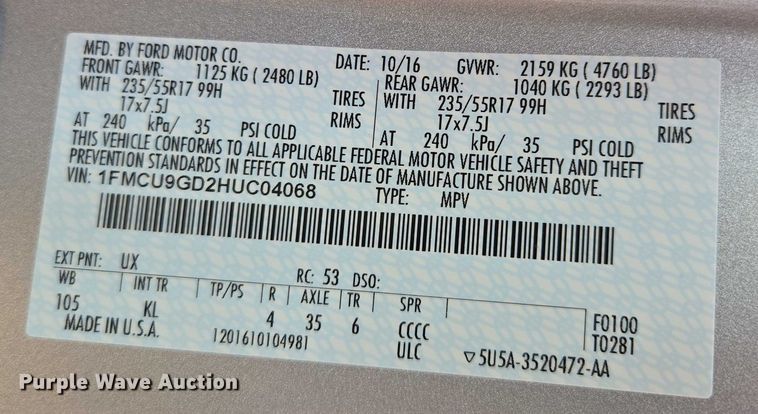 MFD. BY FORD MOTOR CO. DATE: 10/16 GVWR: 2159 KG ( 4760 LB)
FRONT GAWR: 1125 KG ( 2480 LB) REAR GAWR: 1040 KG ( 2293 LB)
WITH 235/55R17 99H TIRES WITH 235/55R17 99H TIRES
17x7.5J RIMS 17x7.5J RIMS
AT 240 kPa/ 35 PSI COLD AT 240 kPa/ 35 PSI COLD
THIS VEHICLE CONFORMS TO ALL APPLICABLE FEDERAL MOTOR VEHICLE SAFETY AND THEFT
PREVENTION STANDARDS IN EFFECT ON THE DATE OF MANUFACTURE SHOWN ABOVE.
VIN: 1FMCU9GD2HUC04068 TYPE: MPV
EXT PNT: UX RC: 53 DSO:
WB INT TR TP/PS R AXLE TR SPR
105 KL 4 35 6 CCCC F0100
MADE IN U.S.A. 1201610104981 ULC T0281
▽5U5A-3520472-AA
Purple Wave Auction